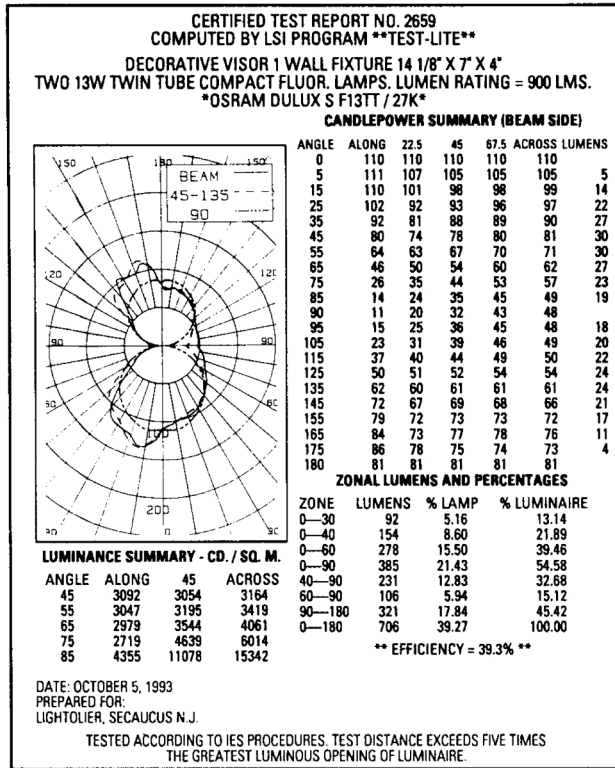 CERTIFIED TEST REPORT NO. 2659
COMPUTED BY LSI PROGRAM **TEST-LITE**
DECORATIVE VISOR 1 WALL FIXTURE 14 1/8" X 7" X 4"
TWO 13W TWIN TUBE COMPACT FLUOR. LAMPS. LUMEN RATING = 900 LMS.
*OSRAM DULUX S F13TT / 27K*
CANDLEPOWER SUMMARY (BEAM SIDE)
ANGLE ALONG 22.5 45 67.5 ACROSS LUMENS
0 110 110 110 110 110
5 111 107 105 105 105 5
15 110 101 98 98 99 14
25 102 92 93 96 97 22
35 92 81 88 89 90 27
45 80 74 78 80 81 30
55 64 63 67 70 71 30
65 46 50 54 60 62 27
75 26 35 44 53 57 23
85 14 24 35 45 49 19
90 11 20 32 43 48
95 15 25 36 45 48 18
105 23 31 39 46 49 20
115 37 40 44 49 50 22
125 50 51 52 54 54 24
135 62 60 61 61 61 24
145 72 67 69 68 66 21
155 79 72 73 73 72 17
165 84 73 77 78 76 11
175 86 78 75 74 73 4
180 81 81 81 81 81
150 150
BEAM
45-135
90
120 120
90 90
60 60
100
200
30 0 30
ZONAL LUMENS AND PERCENTAGES
ZONE LUMENS % LAMP % LUMINAIRE
0—30 92 5.16 13.14
0—40 154 8.60 21.89
0—60 278 15.50 39.46
0—90 385 21.43 54.58
40—90 231 12.83 32.68
60—90 106 5.94 15.12
90—180 321 17.84 45.42
0—180 706 39.27 100.00
** EFFICIENCY = 39.3% **
LUMINANCE SUMMARY - CD. / SQ. M.
ANGLE ALONG 45 ACROSS
45 3092 3054 3164
55 3047 3195 3419
65 2979 3544 4061
75 2719 4639 6014
85 4355 11078 15342
DATE: OCTOBER 5, 1993
PREPARED FOR:
LIGHTOLIER, SECAUCUS N.J.
TESTED ACCORDING TO IES PROCEDURES. TEST DISTANCE EXCEEDS FIVE TIMES
THE GREATEST LUMINOUS OPENING OF LUMINAIRE.